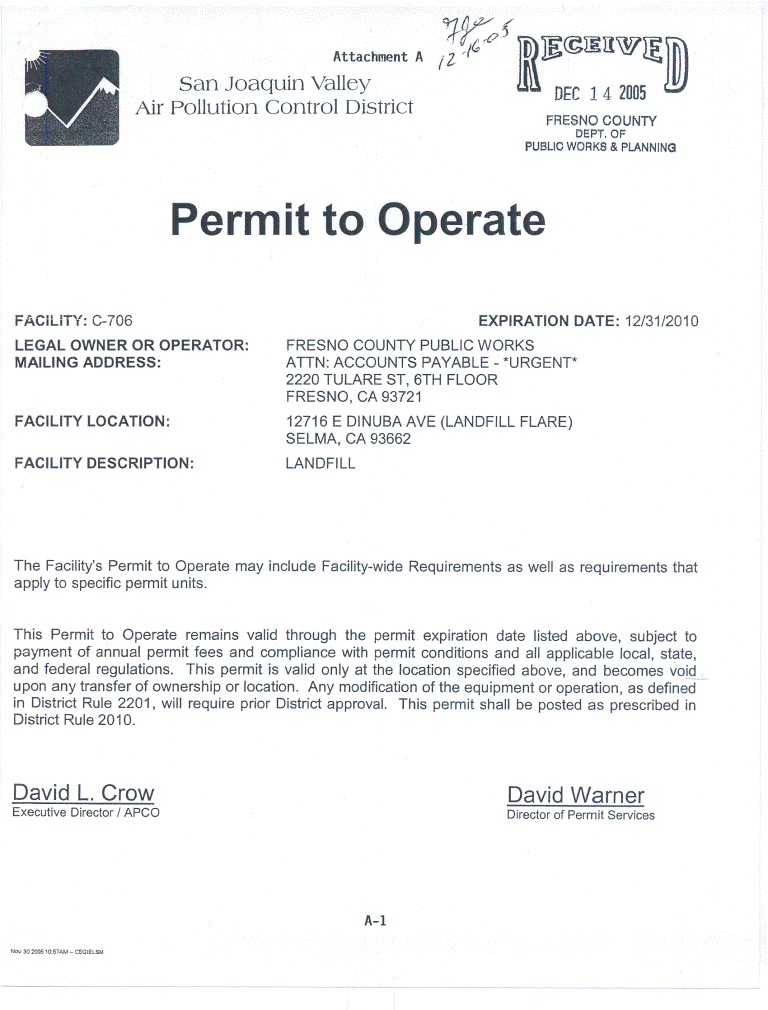 Attachment A
12-16-05
RECEIVED
DEC 14 2005
FRESNO COUNTY
DEPT. OF
PUBLIC WORKS & PLANNING
San Joaquin Valley
Air Pollution Control District
Permit to Operate
FACILITY: C-706
EXPIRATION DATE: 12/31/2010
LEGAL OWNER OR OPERATOR: FRESNO COUNTY PUBLIC WORKS
MAILING ADDRESS: ATTN: ACCOUNTS PAYABLE - *URGENT*
2220 TULARE ST, 6TH FLOOR
FRESNO, CA 93721
FACILITY LOCATION: 12716 E DINUBA AVE (LANDFILL FLARE)
SELMA, CA 93662
FACILITY DESCRIPTION: LANDFILL
The Facility's Permit to Operate may include Facility-wide Requirements as well as requirements that
apply to specific permit units.
This Permit to Operate remains valid through the permit expiration date listed above, subject to
payment of annual permit fees and compliance with permit conditions and all applicable local, state,
and federal regulations. This permit is valid only at the location specified above, and becomes void
upon any transfer of ownership or location. Any modification of the equipment or operation, as defined
in District Rule 2201, will require prior District approval. This permit shall be posted as prescribed in
District Rule 2010.
David L. Crow
Executive Director / APCO
David Warner
Director of Permit Services
A-1
Nov 30 2005 10:57AM -- CEGIELSM